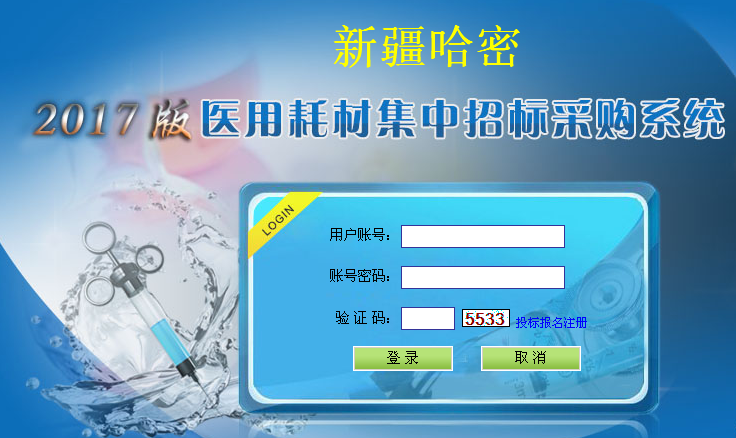 新疆哈密
2017版 医用耗材集中招标采购系统
LOGIN
用户账号:
账号密码:
验 证 码: 5533 投标报名注册
登 录 取 消